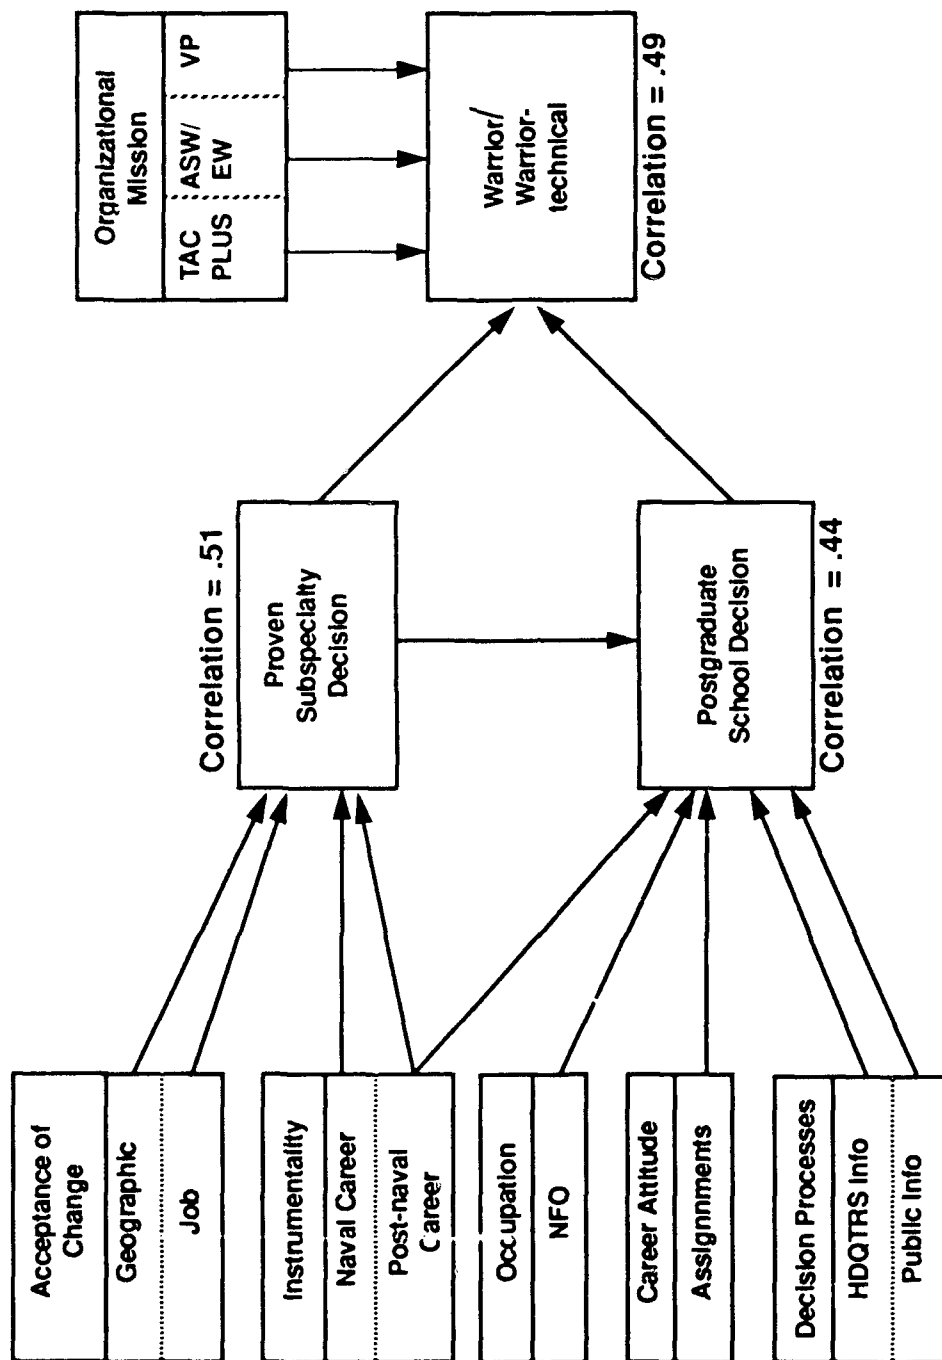 Acceptance of
Change
Geographic
Job
Instrumentality
Naval Career
Post-naval
Career
Occupation
NFO
Career Attitude
Assignments
Decision Processes
HDQTRS Info
Public Info
Correlation = .51
Proven
Subspecialty
Decision
Postgraduate
School Decision
Correlation = .44
Organizational
Mission
TAC
PLUS
ASW/
EW
VP
Warrior/
Warrior-
technical
Correlation = .49